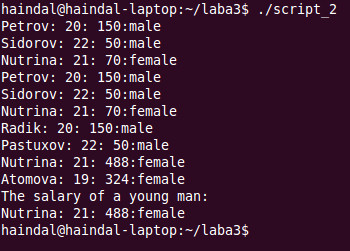 haindal@haindal-laptop:~/laba3$ ./script_2
Petrov: 20: 150:male
Sidorov: 22: 50:male
Nutrina: 21: 70:female
Petrov: 20: 150:male
Sidorov: 22: 50:male
Nutrina: 21: 70:female
Radik: 20: 150:male
Pastuxov: 22: 50:male
Nutrina: 21: 488:female
Atomova: 19: 324:female
The salary of a young man:
Nutrina: 21: 488:female
haindal@haindal-laptop:~/laba3$